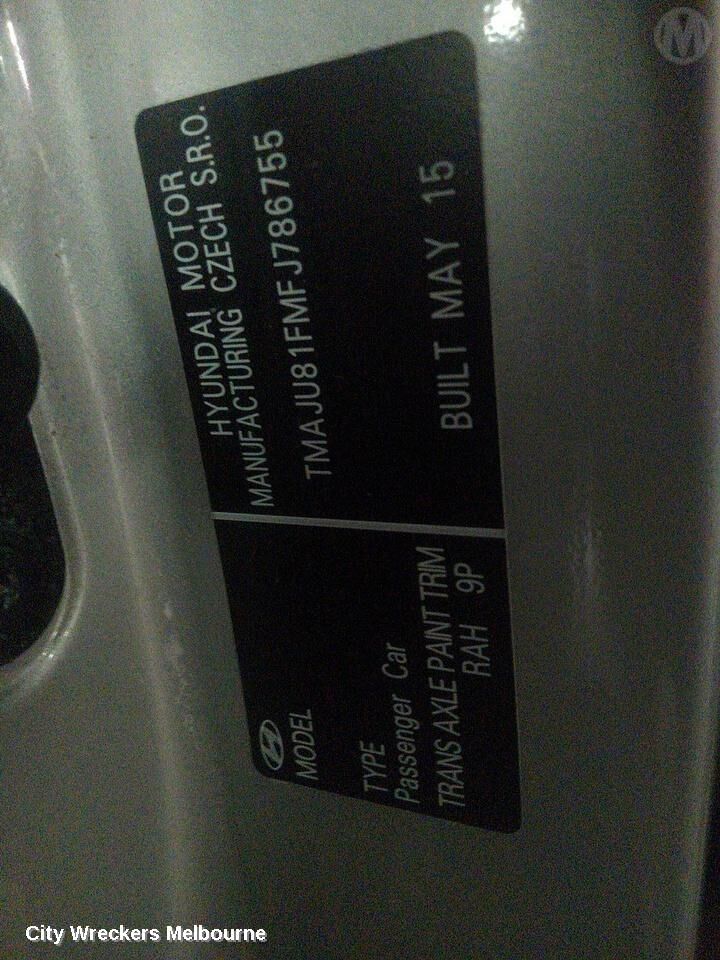 HYUNDAI MOTOR
MANUFACTURING CZECH S.R.O.
TMAJU81FMFJ786755
BUILT MAY 15
MODEL
TYPE
Passenger Car
TRANS AXLE PAINT TRIM
RAH 9P
M
City Wreckers Melbourne